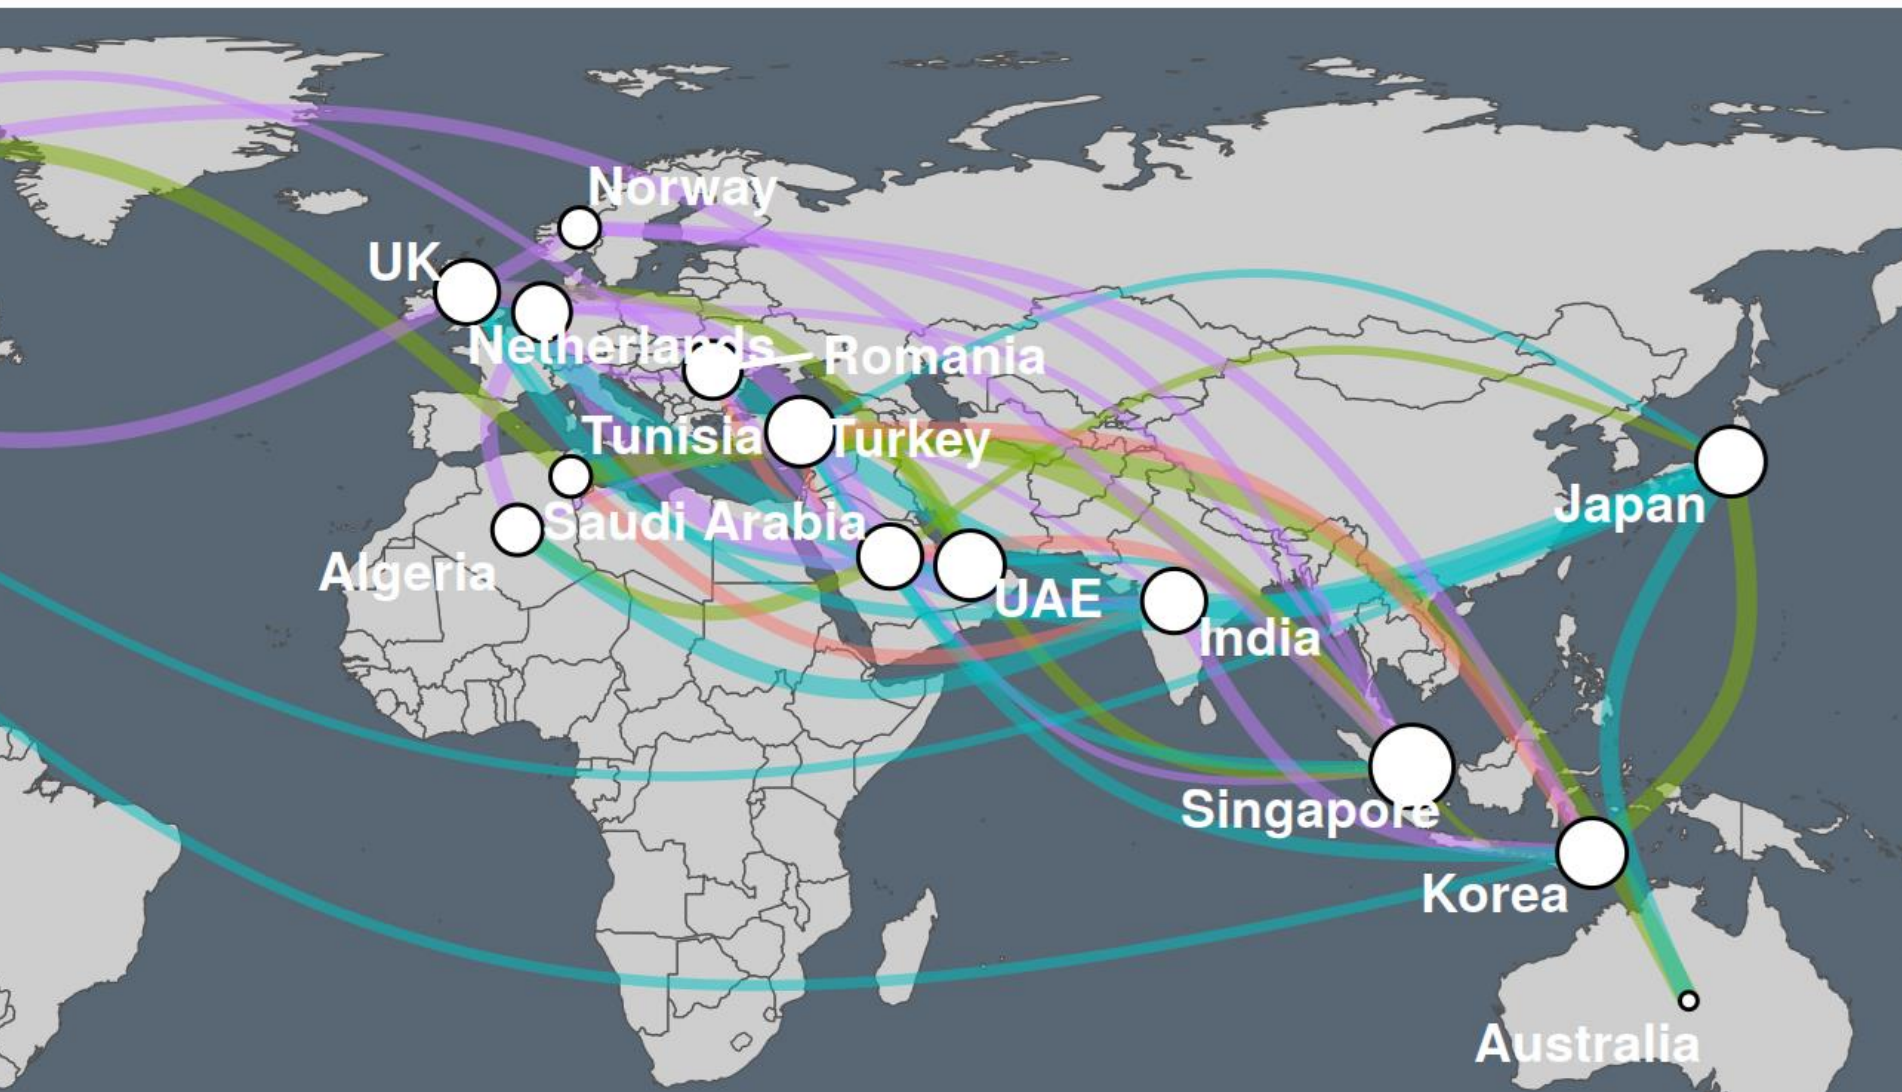 Norway
UK
Netherlands
Romania
Tunisia
Turkey
Saudi Arabia
Japan
Algeria
UAE
India
Singapore
Korea
Australia